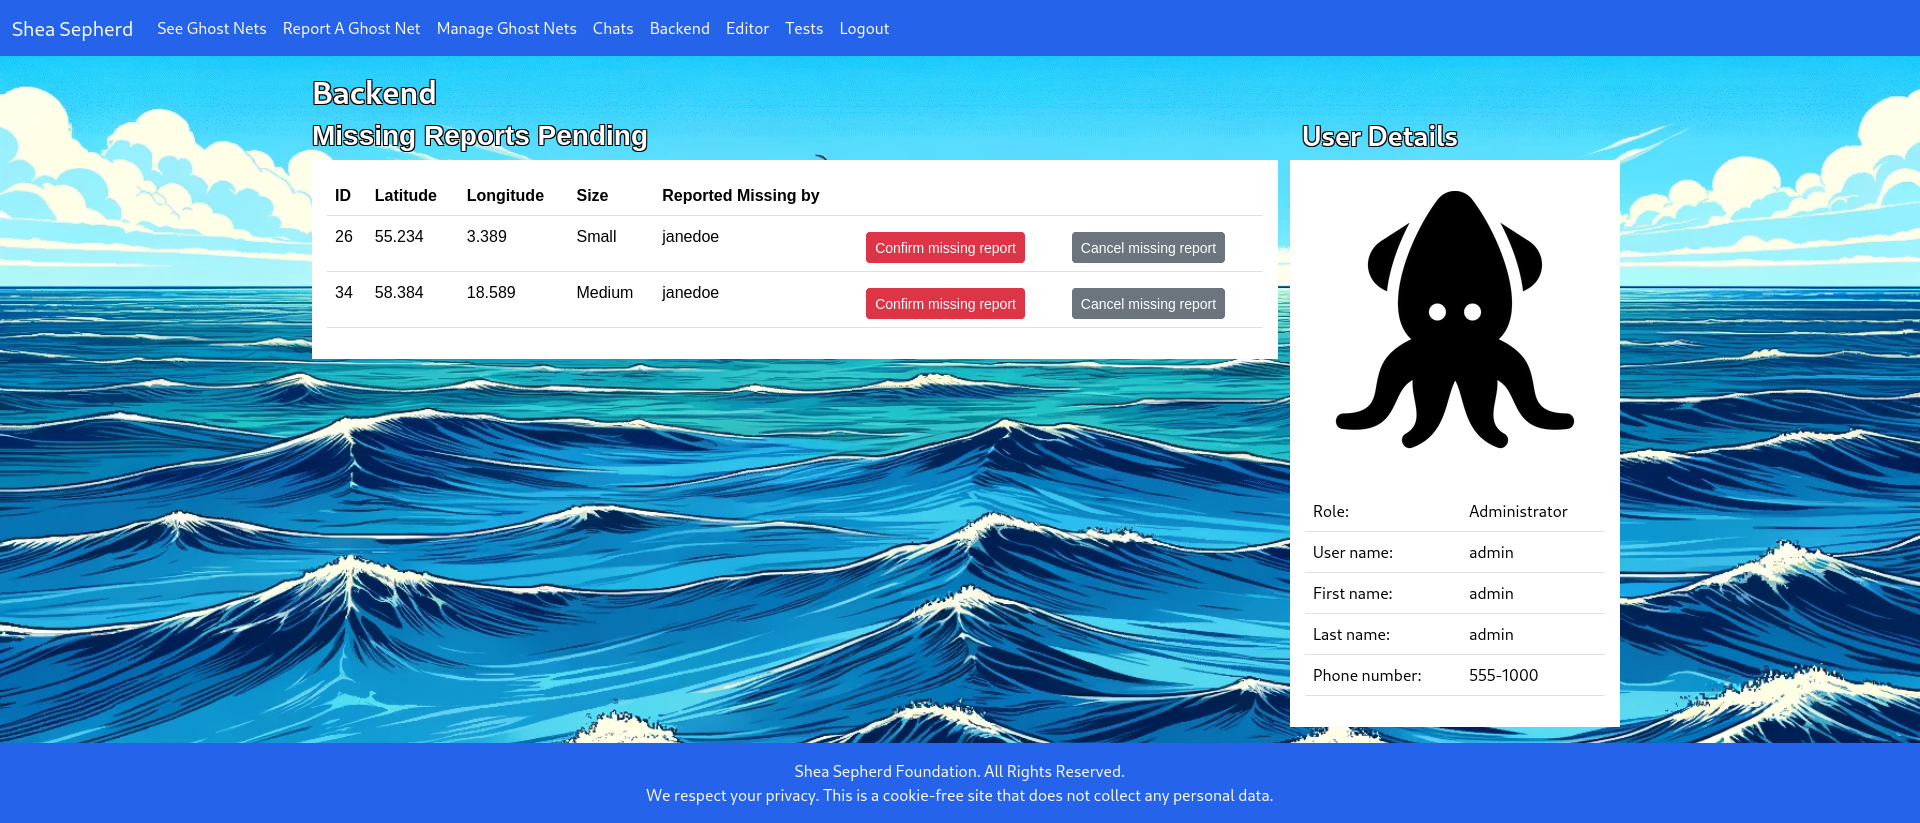 Shea Sepherd See Ghost Nets Report A Ghost Net Manage Ghost Nets Chats Backend Editor Tests Logout
Backend
Missing Reports Pending
ID Latitude Longitude Size Reported Missing by
26 55.234 3.389 Small janedoe Confirm missing report Cancel missing report
34 58.384 18.589 Medium janedoe Confirm missing report Cancel missing report
User Details
Role: Administrator
User name: admin
First name: admin
Last name: admin
Phone number: 555-1000
Shea Sepherd Foundation. All Rights Reserved.
We respect your privacy. This is a cookie-free site that does not collect any personal data.